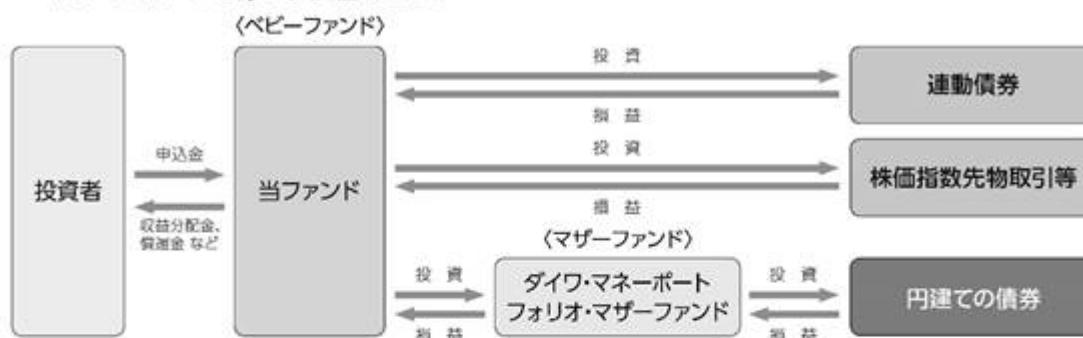 〈ベビーファンド〉
投資者
申込金
収益分配金、
償還金 など
当ファンド
投 資
損 益
連動債券
投 資
損 益
株価指数先物取引等
〈マザーファンド〉
投 資
損 益
ダイワ・マネーポート
フォリオ・マザーファンド
投 資
損 益
円建ての債券